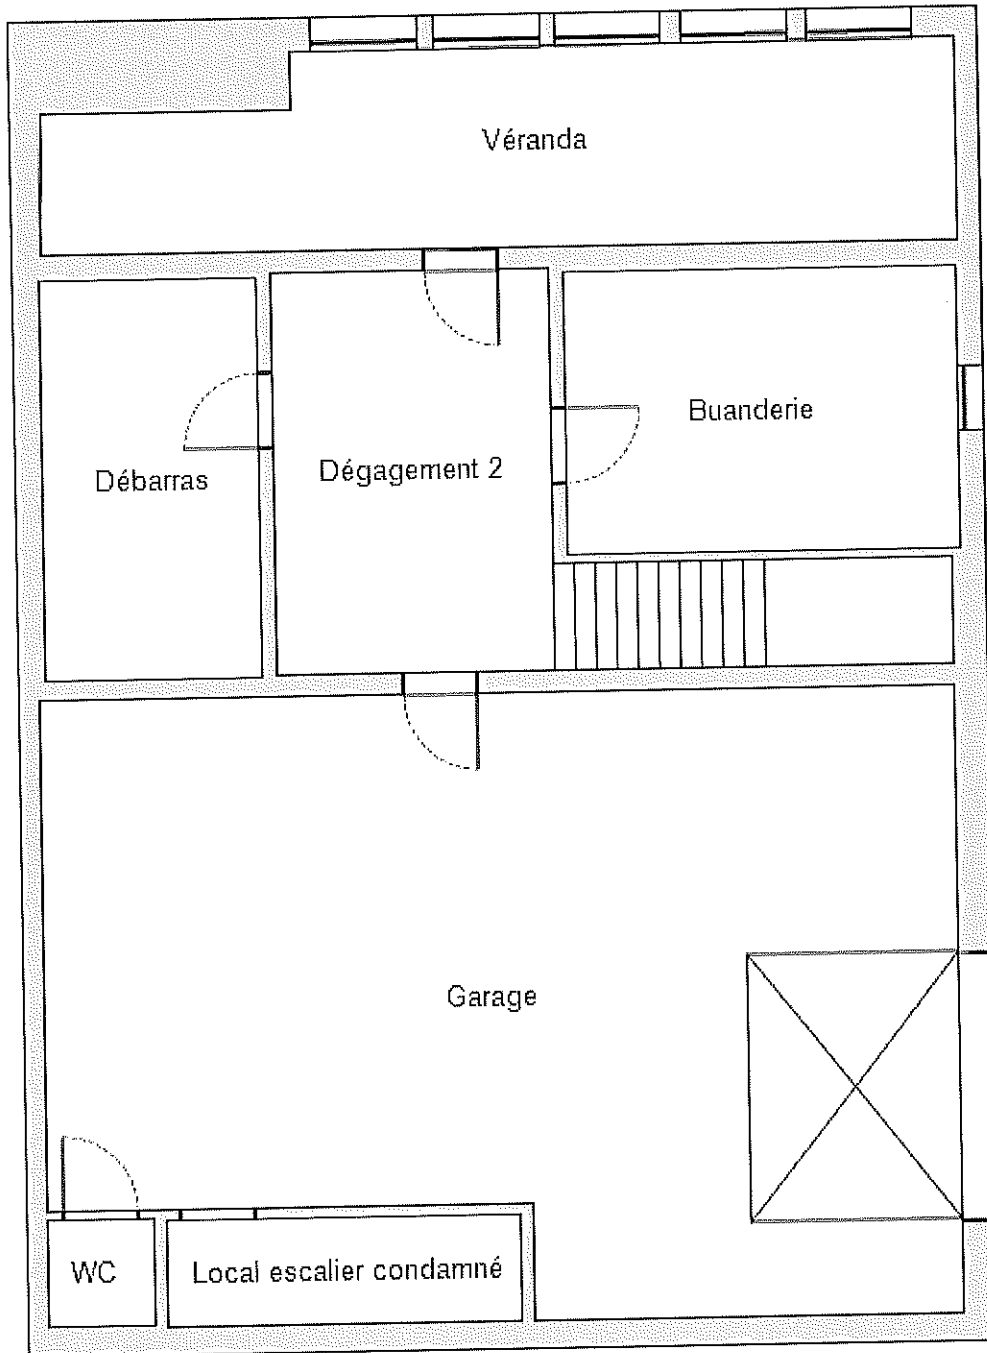 Véranda
Buanderie
Dégagement 2
Débarras
Garage
WC
Local escalier condamné